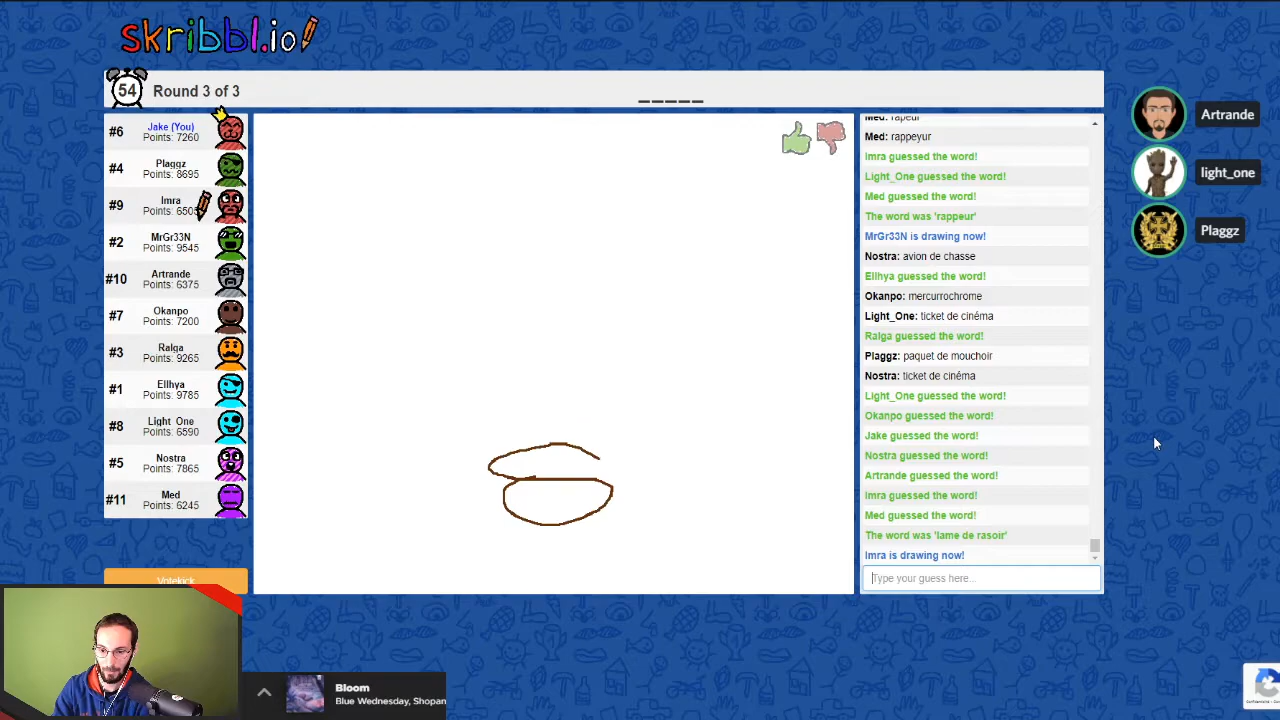 skribbl.io
54
Round 3 of 3
_ _ _ _ _
#6
Jake (You)
Points: 7260
#4
Plaggz
Points: 8695
#9
Imra
Points: 6505
#2
MrGr33N
Points: 9545
#10
Artrande
Points: 6375
#7
Okanpo
Points: 7200
#3
Ralga
Points: 9265
#1
Ellhya
Points: 9785
#8
Light_One
Points: 6590
#5
Nostra
Points: 7865
#11
Med
Points: 6245
Votekick
Med: rapeur
Med: rappeyur
Imra guessed the word!
Light_One guessed the word!
Med guessed the word!
The word was 'rappeur'
MrGr33N is drawing now!
Nostra: avion de chasse
Ellhya guessed the word!
Okanpo: mercurrochrome
Light_One: ticket de cinéma
Ralga guessed the word!
Plaggz: paquet de mouchoir
Nostra: ticket de cinéma
Light_One guessed the word!
Okanpo guessed the word!
Jake guessed the word!
Nostra guessed the word!
Artrande guessed the word!
Imra guessed the word!
Med guessed the word!
The word was 'lame de rasoir'
Imra is drawing now!
Type your guess here...
Artrande
light_one
Plaggz
Bloom
Blue Wednesday, Shopan